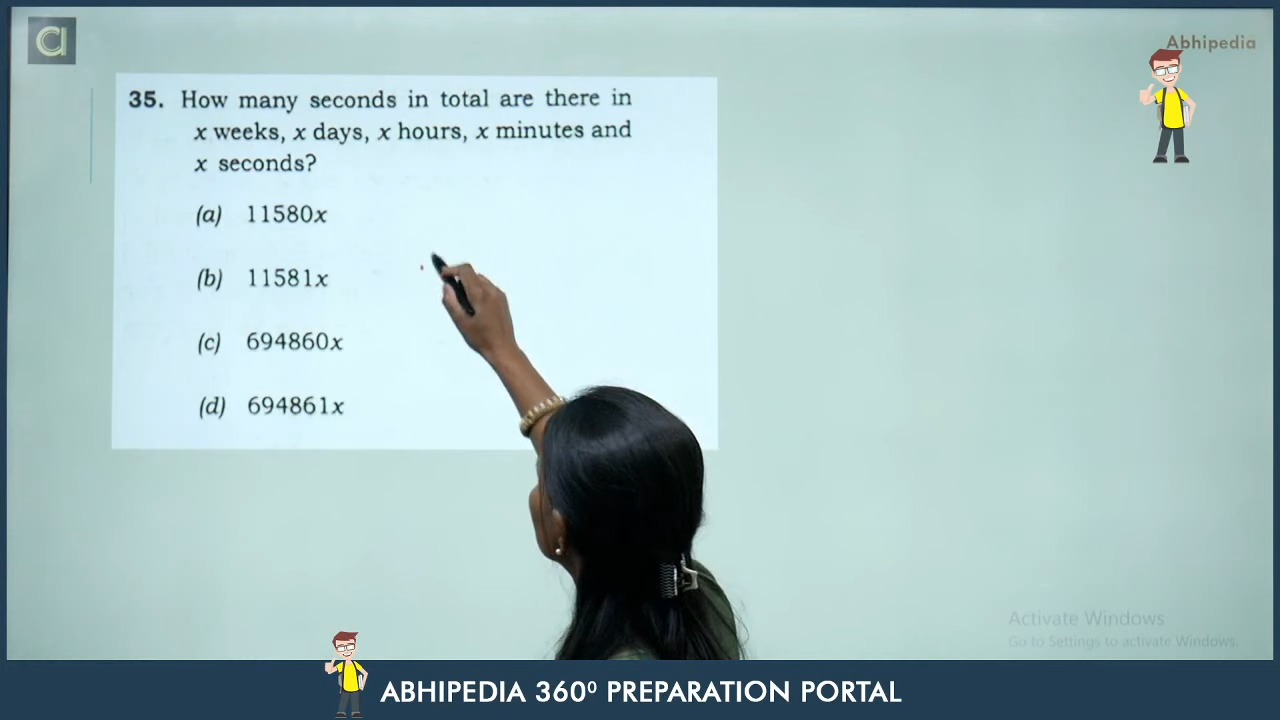 Abhipedia
35. How many seconds in total are there in
x weeks, x days, x hours, x minutes and
x seconds?
(a) 11580x
(b) 11581x
(c) 694860x
(d) 694861x
Activate Windows
Go to Settings to activate Windows.
ABHIPEDIA 360⁰ PREPARATION PORTAL